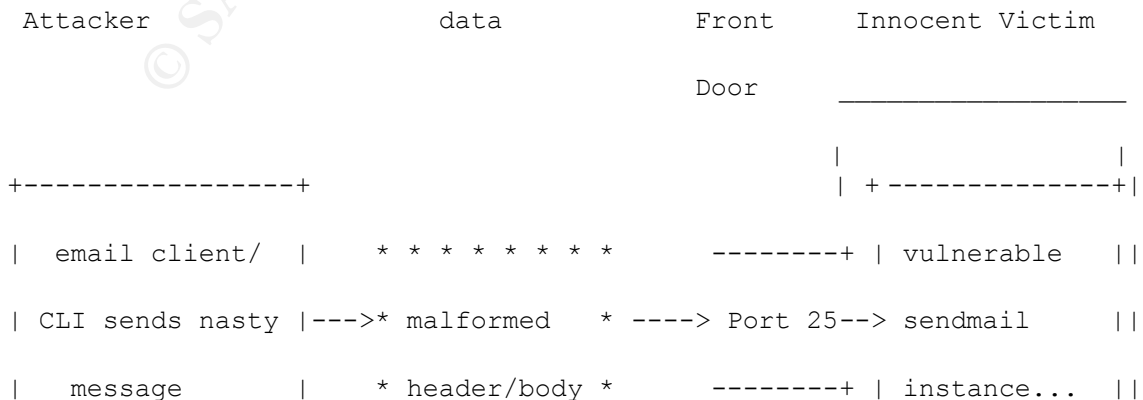 Attacker data Front Innocent Victim
Door __________________
| |
+-----------------+ | + --------------+|
| email client/ | * * * * * * * * --------+ | vulnerable ||
| CLI sends nasty |--->* malformed * ----> Port 25--> sendmail ||
| message | * header/body * --------+ | instance... ||